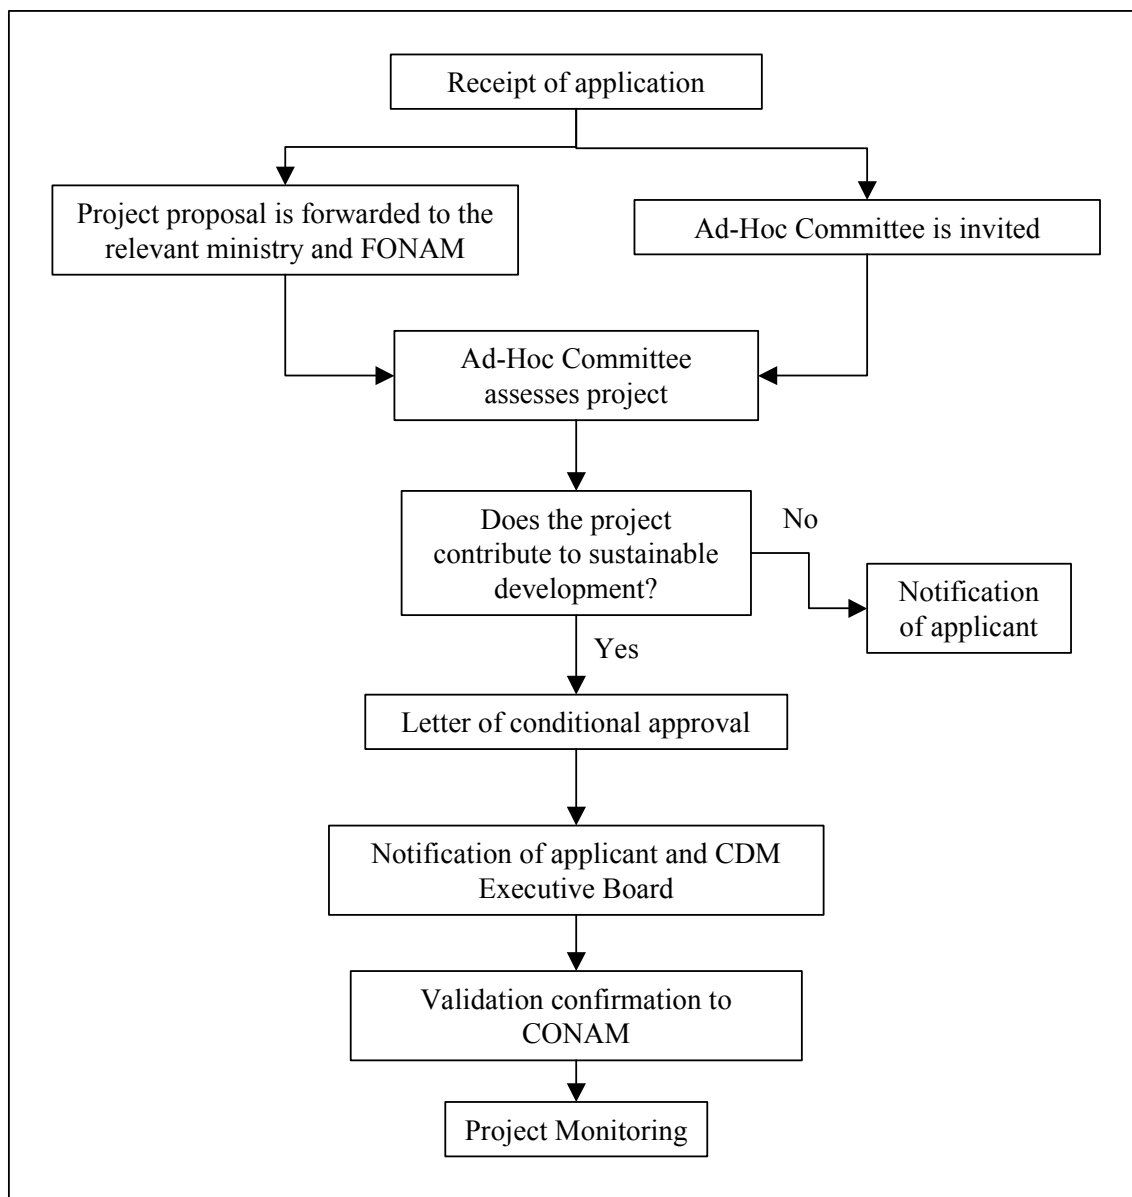 Receipt of application
Project proposal is forwarded to the
relevant ministry and FONAM
Ad-Hoc Committee is invited
Ad-Hoc Committee
assesses project
Does the project
contribute to sustainable
development?
No
Notification
of applicant
Yes
Letter of conditional approval
Notification of applicant and CDM
Executive Board
Validation confirmation to
CONAM
Project Monitoring